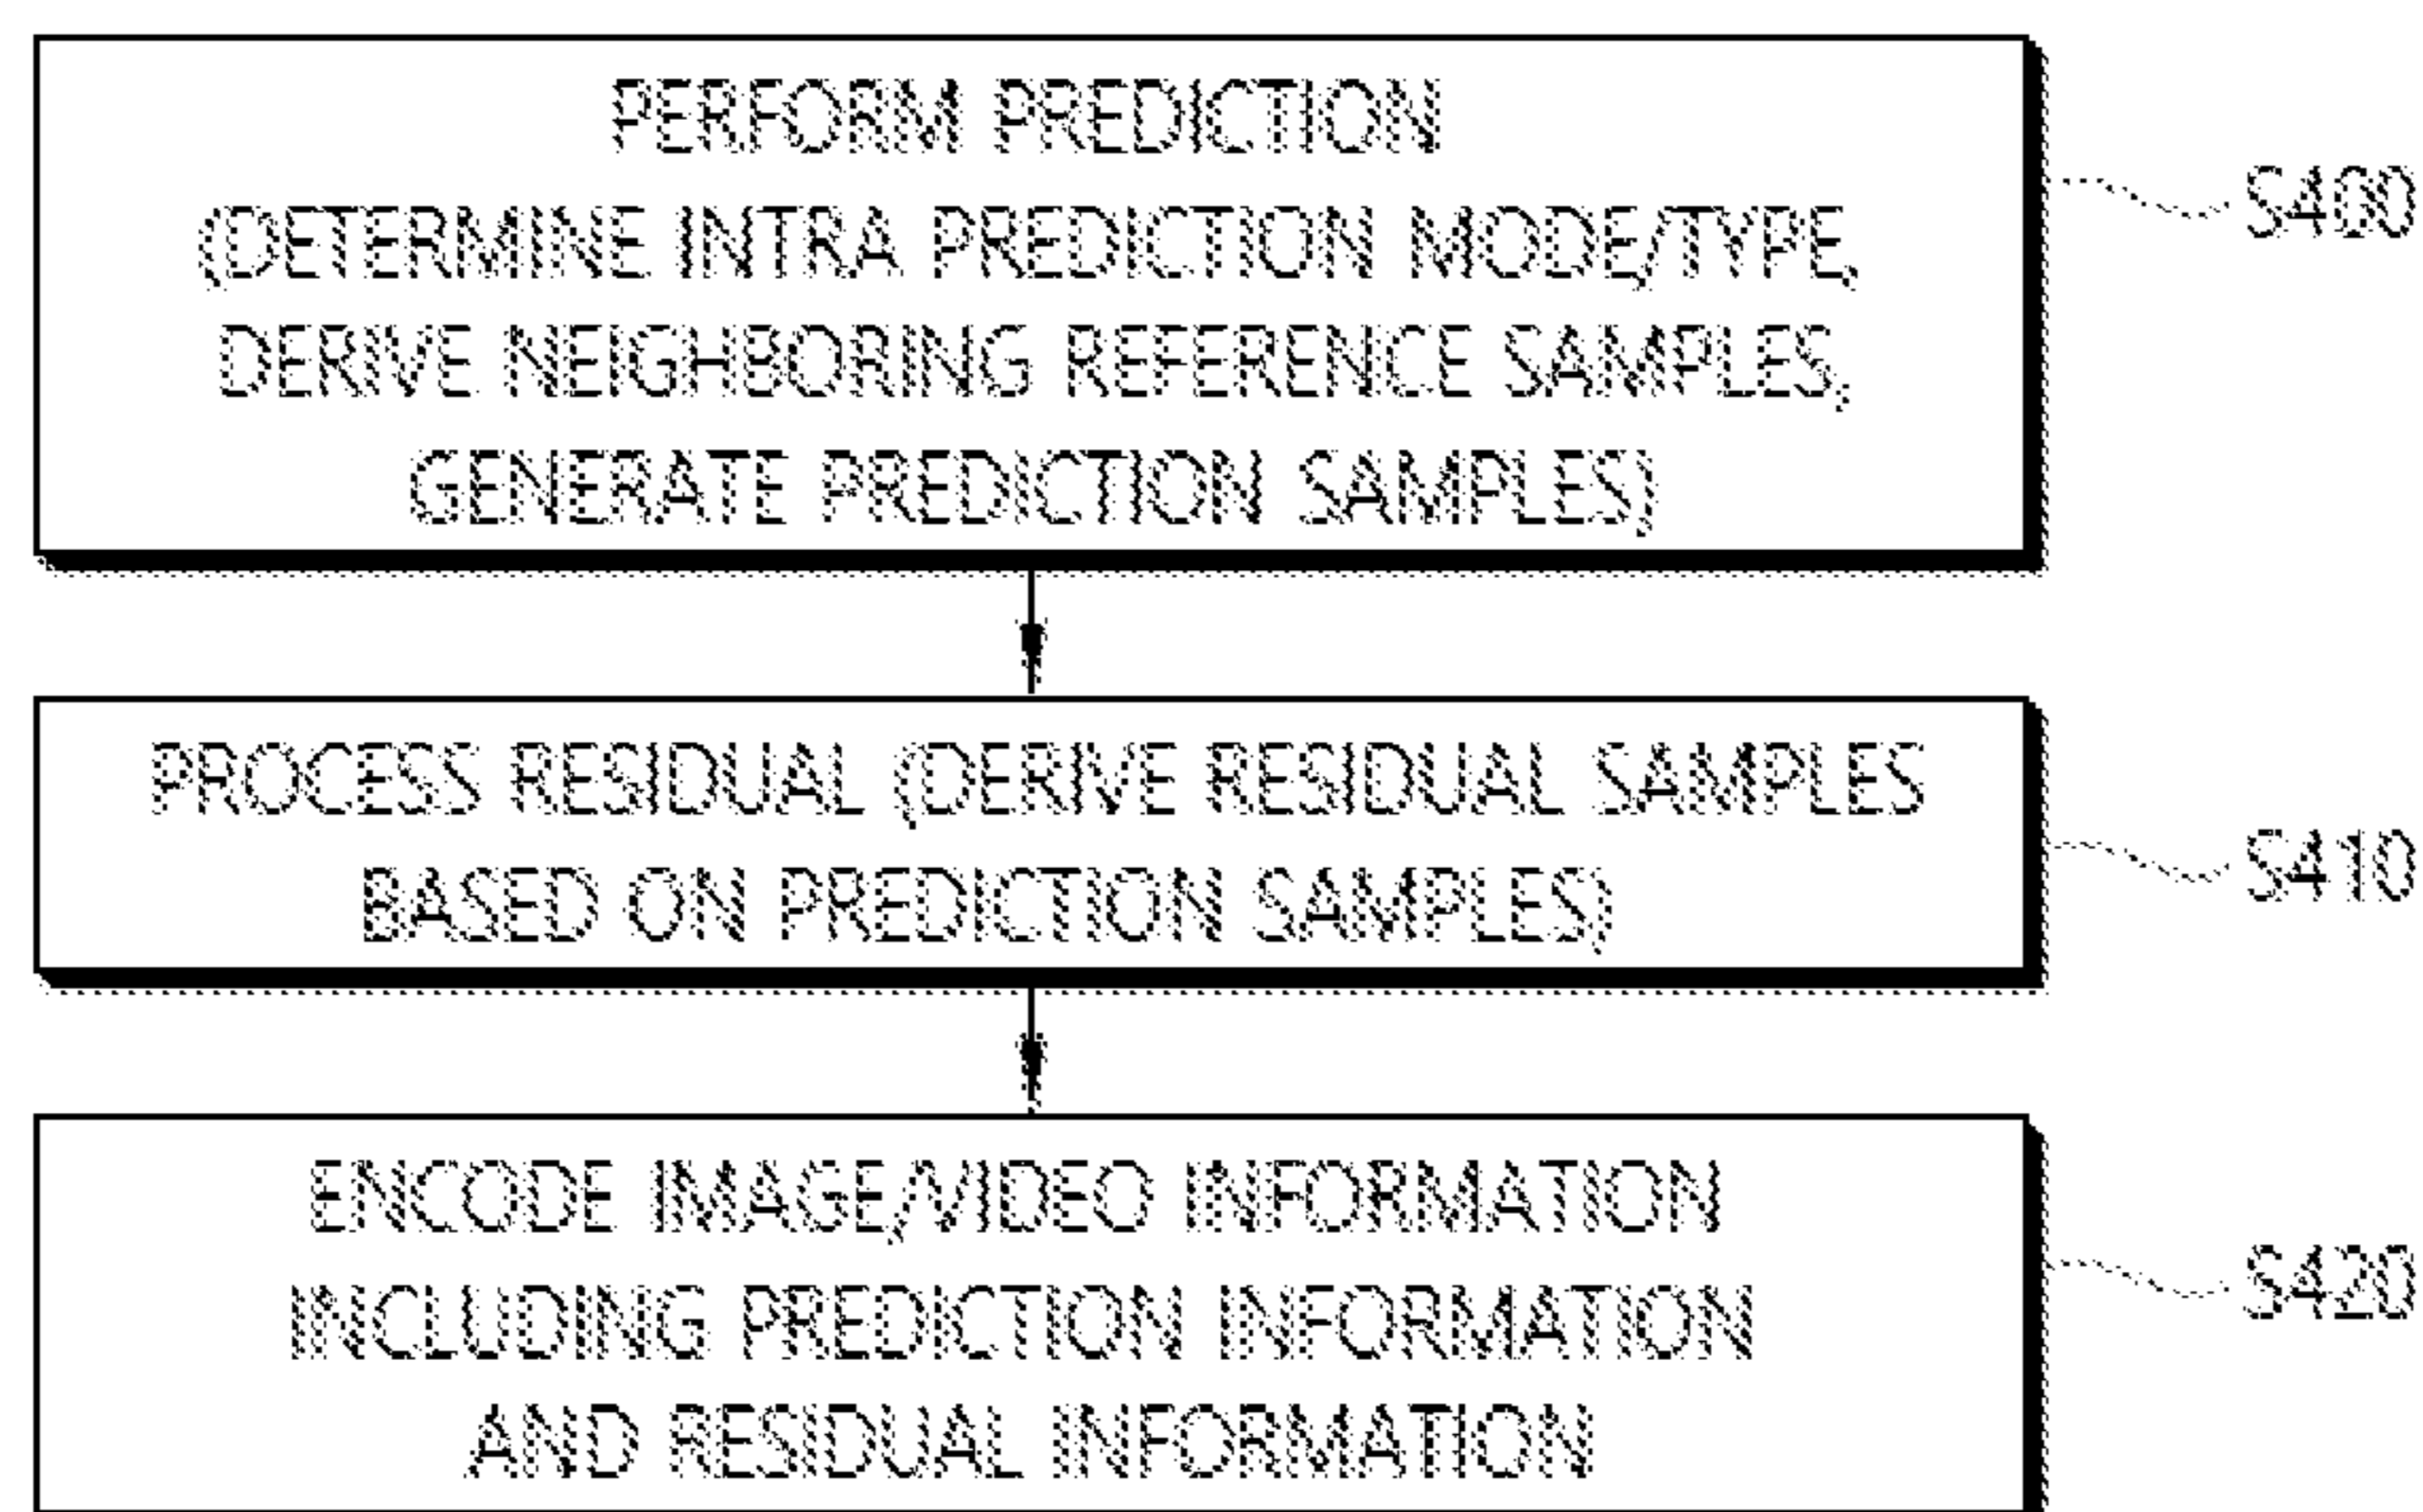 PERFORM PREDICTION
(DETERMINE INTRA PREDICTION MODE/TYPE,
DERIVE NEIGHBORING REFERENCE SAMPLES,
GENERATE PREDICTION SAMPLES)
S400
PROCESS RESIDUAL (DERIVE RESIDUAL SAMPLES
BASED ON PREDICTION SAMPLES)
S410
ENCODE IMAGE/VIDEO INFORMATION
INCLUDING PREDICTION INFORMATION
AND RESIDUAL INFORMATION
S420